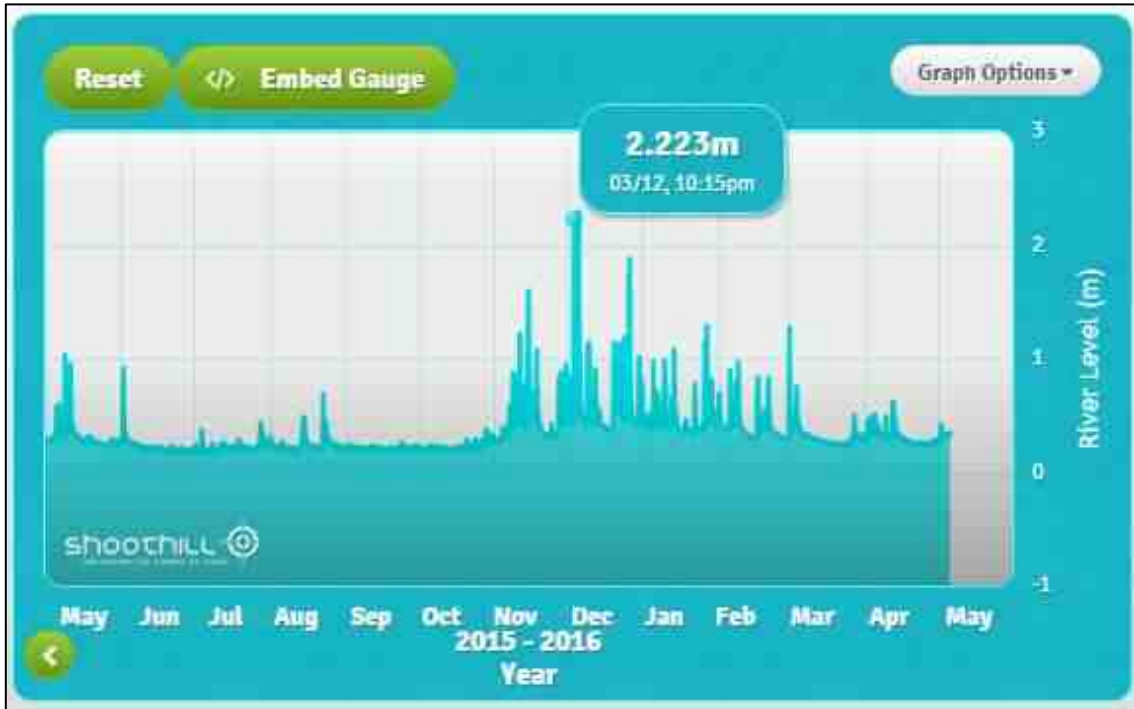 Reset
</> Embed Gauge
Graph Options
2.223m
03/12, 10:15pm
3
2
1
0
-1
River Level (m)
shoothill
May Jun Jul Aug Sep Oct Nov Dec Jan Feb Mar Apr May
2015 - 2016
Year